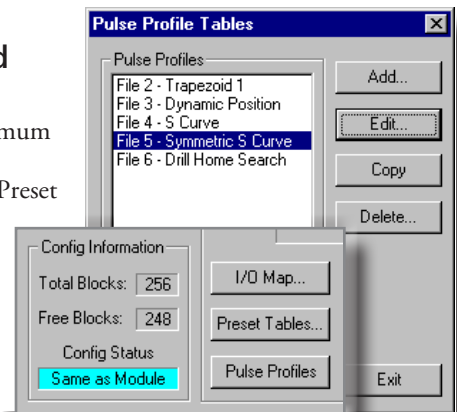 d
mum
Preset
Pulse Profile Tables
Pulse Profiles
File 2 - Trapezoid 1
File 3 - Dynamic Position
File 4 - S Curve
File 5 - Symmetric S Curve
File 6 - Drill Home Search
Add...
Edit...
Copy
Delete...
Exit
Config Information
Total Blocks: 256
Free Blocks: 248
Config Status
Same as Module
I/O Map...
Preset Tables...
Pulse Profiles